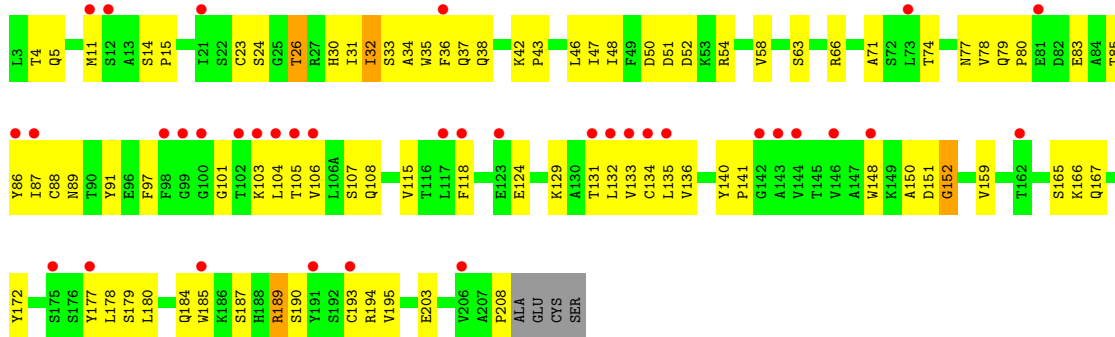 L3 T4 Q5 M11 S12 A13 S14 P15 I21 S22 C23 S24 G25 T26 R27 H30 I31 I32 S33 A34 W35 F36 Q37 Q38 K42 P43 L46 I47 I48 F49 D50 D51 D52 K53 R54 V58 S63 R66 A71 S72 L73 T74 N77 V78 Q79 P80 E81 D82 E83 A84 T85
Y86 I87 C88 N89 T90 Y91 E96 F97 F98 G99 G100 G101 T102 K103 L104 T105 V106 L106A S107 Q108 V115 T116 L117 F118 E123 E124 K129 A130 T131 L132 V133 C134 L135 V136 Y140 P141 G142 A143 V144 T145 V146 A147 W148 K149 A150 D151 G152 V159 T162 S165 K166 Q167
Y172 S175 S176 Y177 L178 S179 L180 Q184 W185 K186 S187 H188 R189 S190 Y191 S192 C193 R194 V195 E203 V206 A207 P208 ALA GLU CYS SER